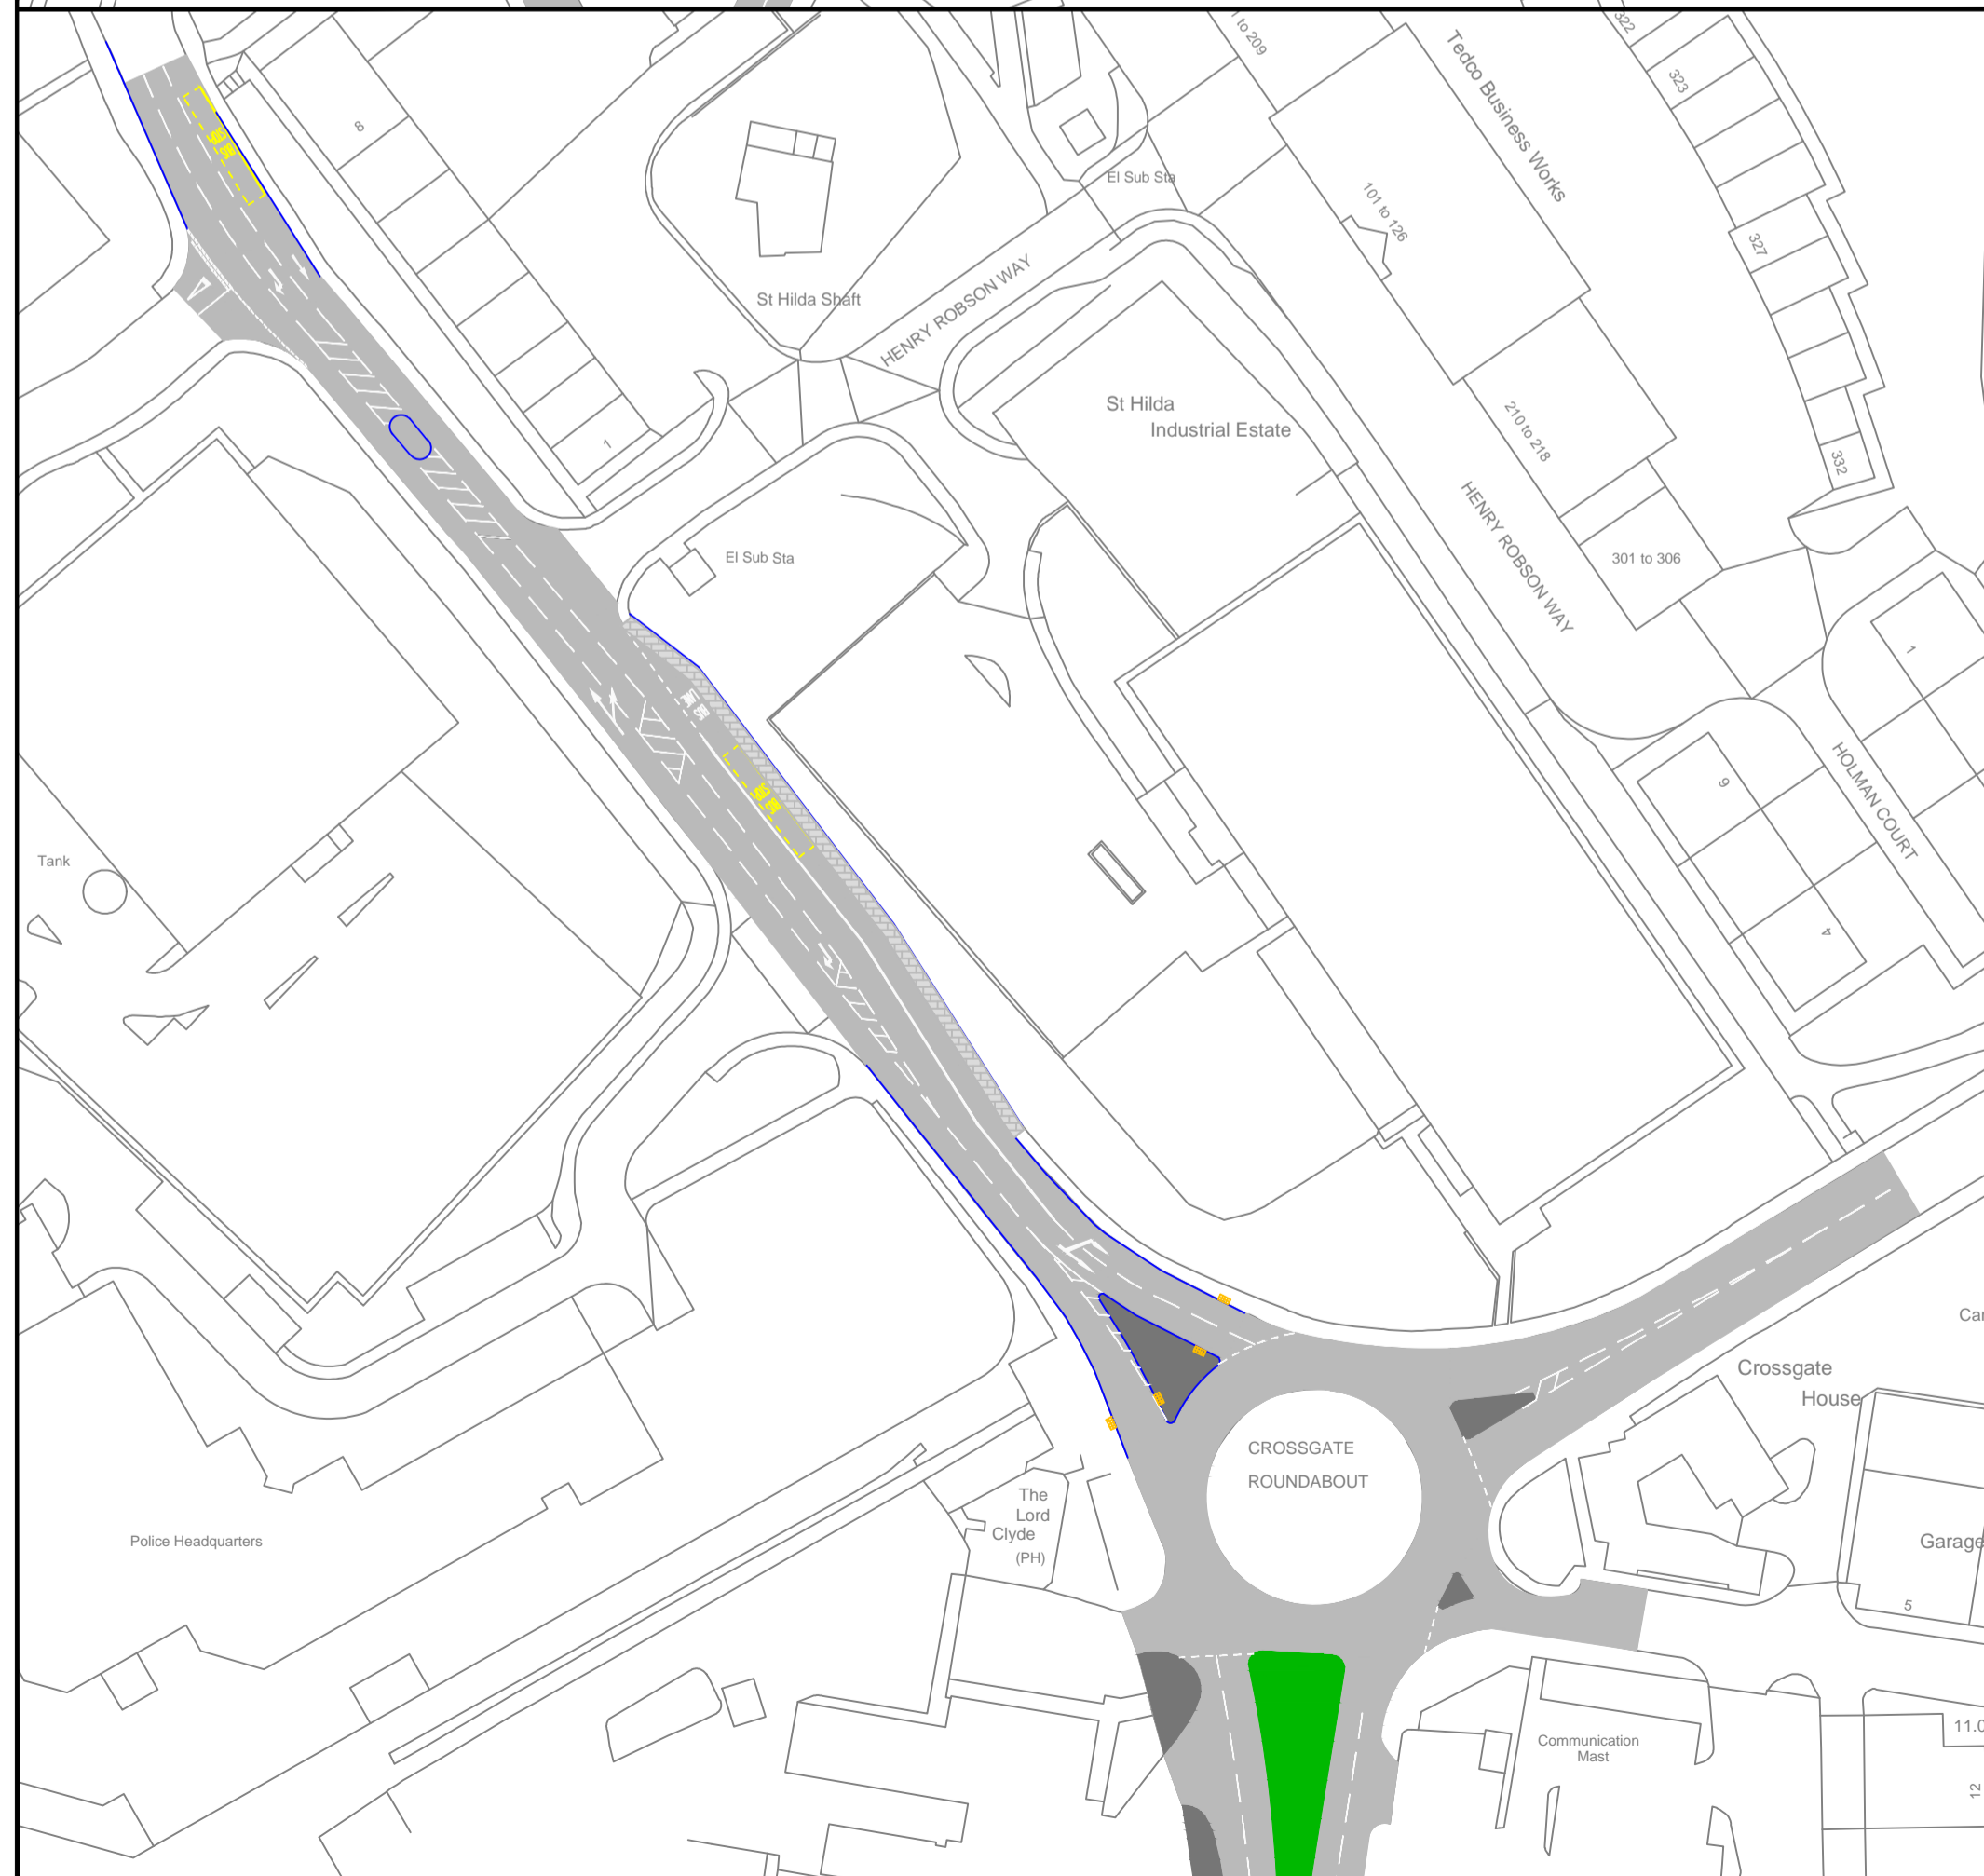 322
1 to 209
Tedco Business Works
323
8
El Sub Sta
101 to 126
327
St Hilda Shaft
HENRY ROBSON WAY
St Hilda
Industrial Estate
210 to 218
332
1
El Sub Sta
HENRY ROBSON WAY
301 to 306
1
HOLMAN COURT
9
4
Tank
Crossgate
House
CROSSGATE
ROUNDABOUT
The
Lord
Clyde
(PH)
Police Headquarters
Garage
5
Communication
Mast
11.0
12